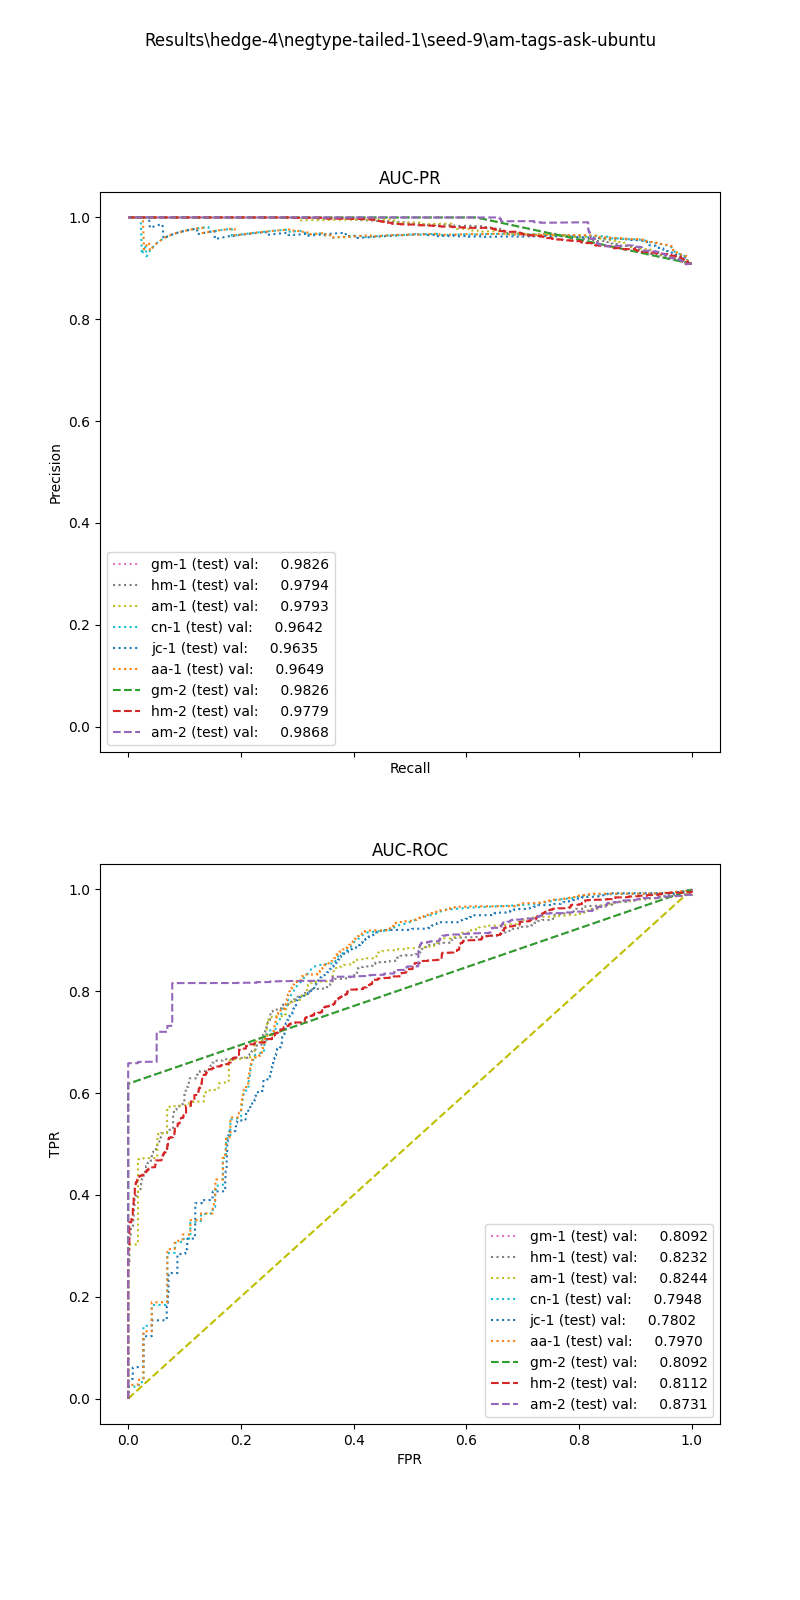 Results\hedge-4\negtype-tailed-1\seed-9\am-tags-ask-ubuntu
AUC-PR
1.0
0.8
0.6
0.4
0.2
0.0
Precision
gm-1 (test) val: 0.9826
hm-1 (test) val: 0.9794
am-1 (test) val: 0.9793
cn-1 (test) val: 0.9642
jc-1 (test) val: 0.9635
aa-1 (test) val: 0.9649
gm-2 (test) val: 0.9826
hm-2 (test) val: 0.9779
am-2 (test) val: 0.9868
Recall
AUC-ROC
1.0
0.8
0.6
0.4
0.2
0.0
TPR
gm-1 (test) val: 0.8092
hm-1 (test) val: 0.8232
am-1 (test) val: 0.8244
cn-1 (test) val: 0.7948
jc-1 (test) val: 0.7802
aa-1 (test) val: 0.7970
gm-2 (test) val: 0.8092
hm-2 (test) val: 0.8112
am-2 (test) val: 0.8731
0.0 0.2 0.4 0.6 0.8 1.0
FPR